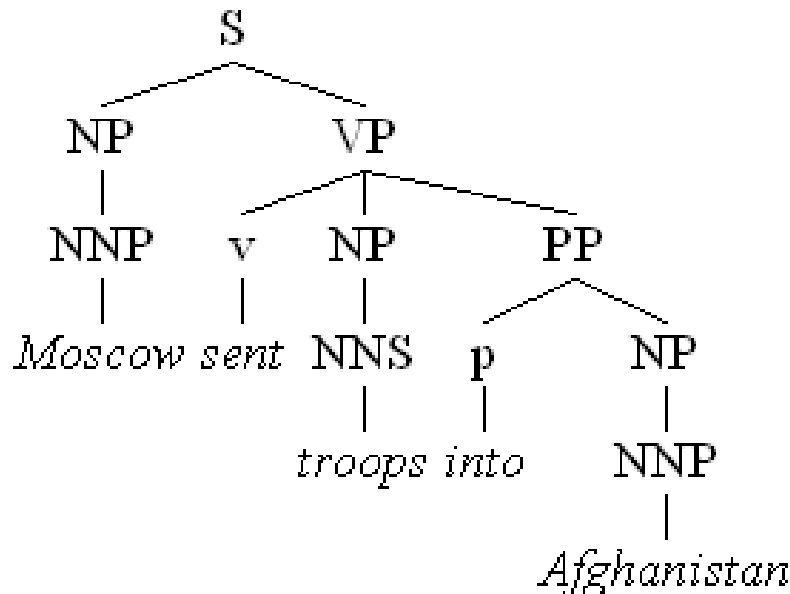 S
NP VP
NNP v NP PP
Moscow sent NNS p NP
troops into NNP
Afghanistan